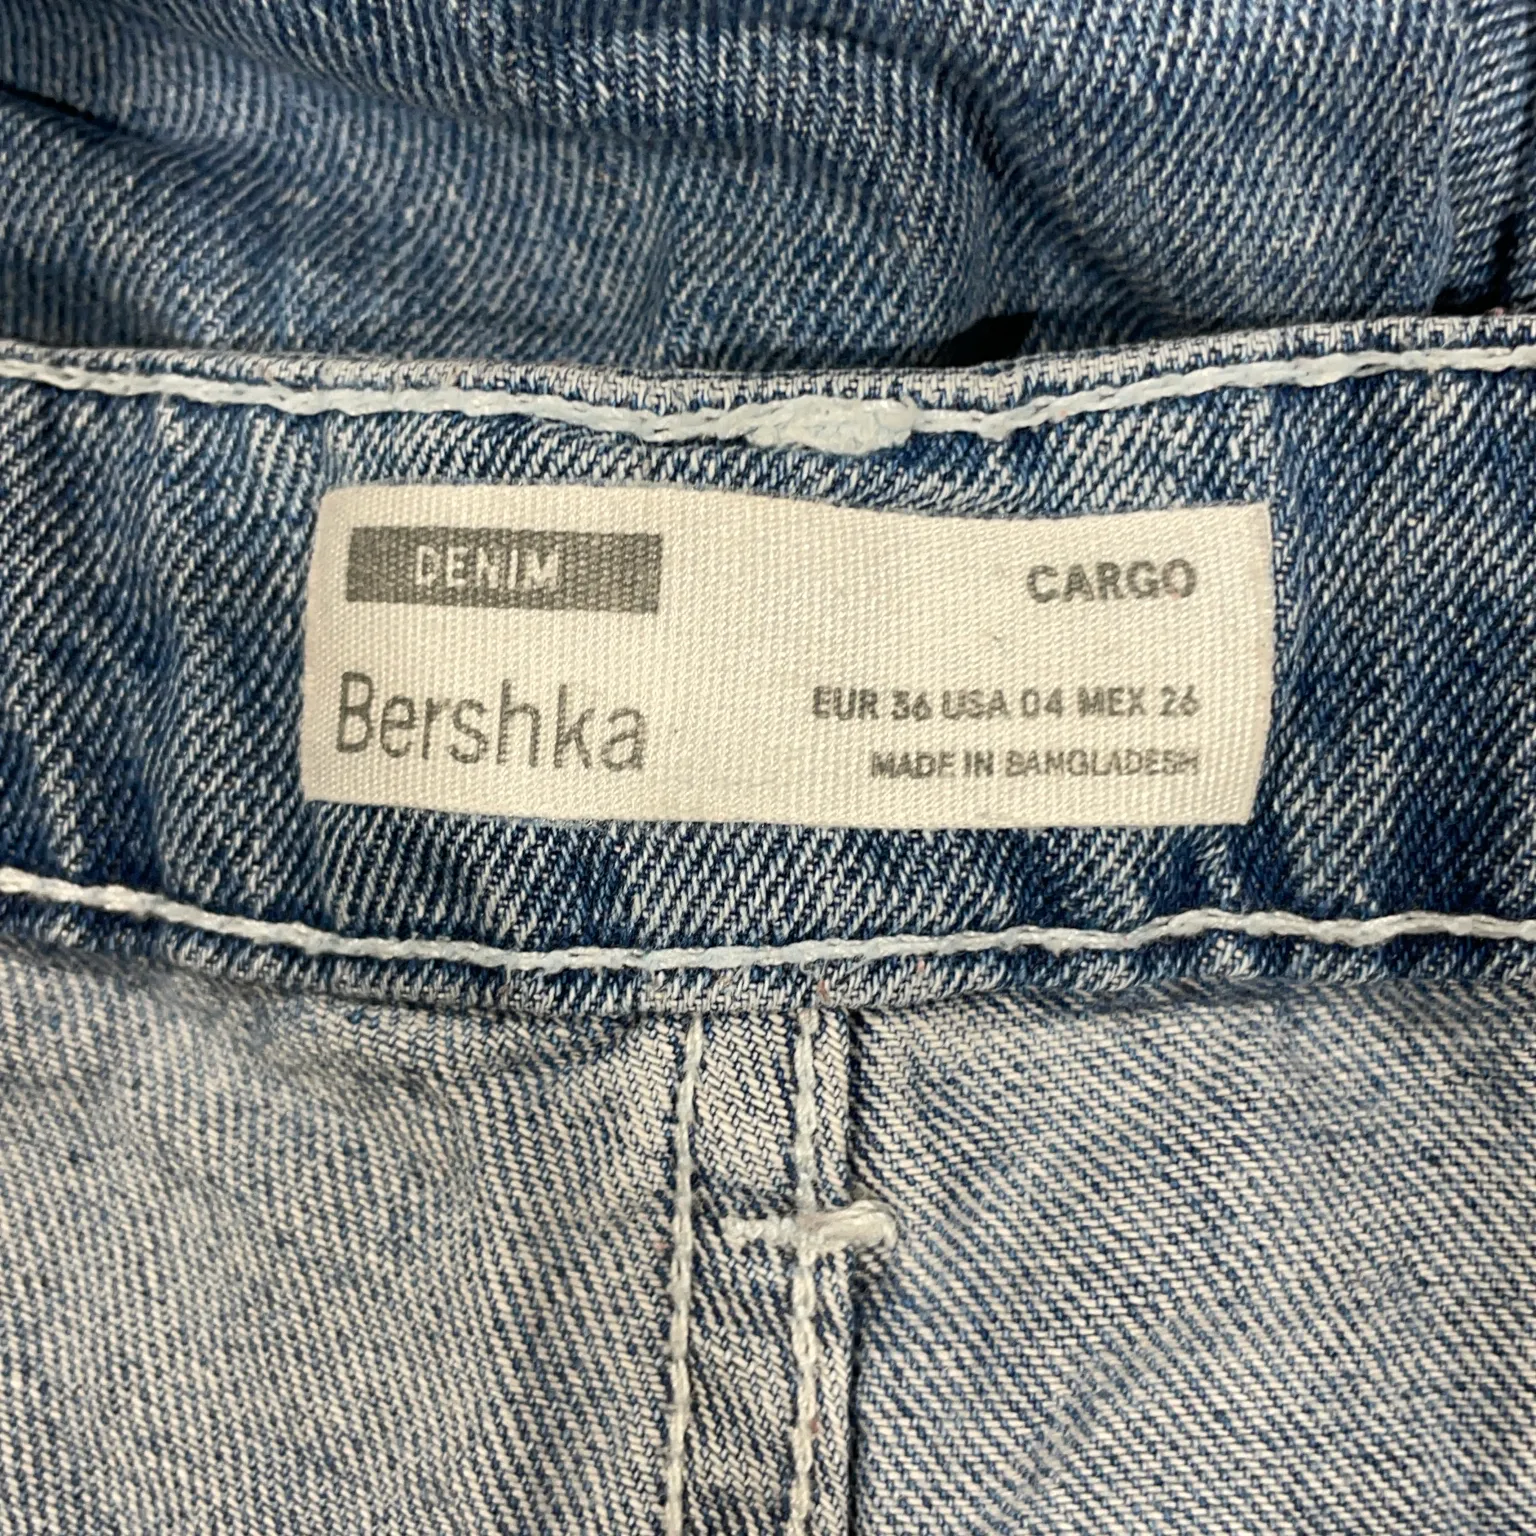 DENIM
CARGO
Bershka
EUR 36 USA 04 MEX 26
MADE IN BANGLADESH